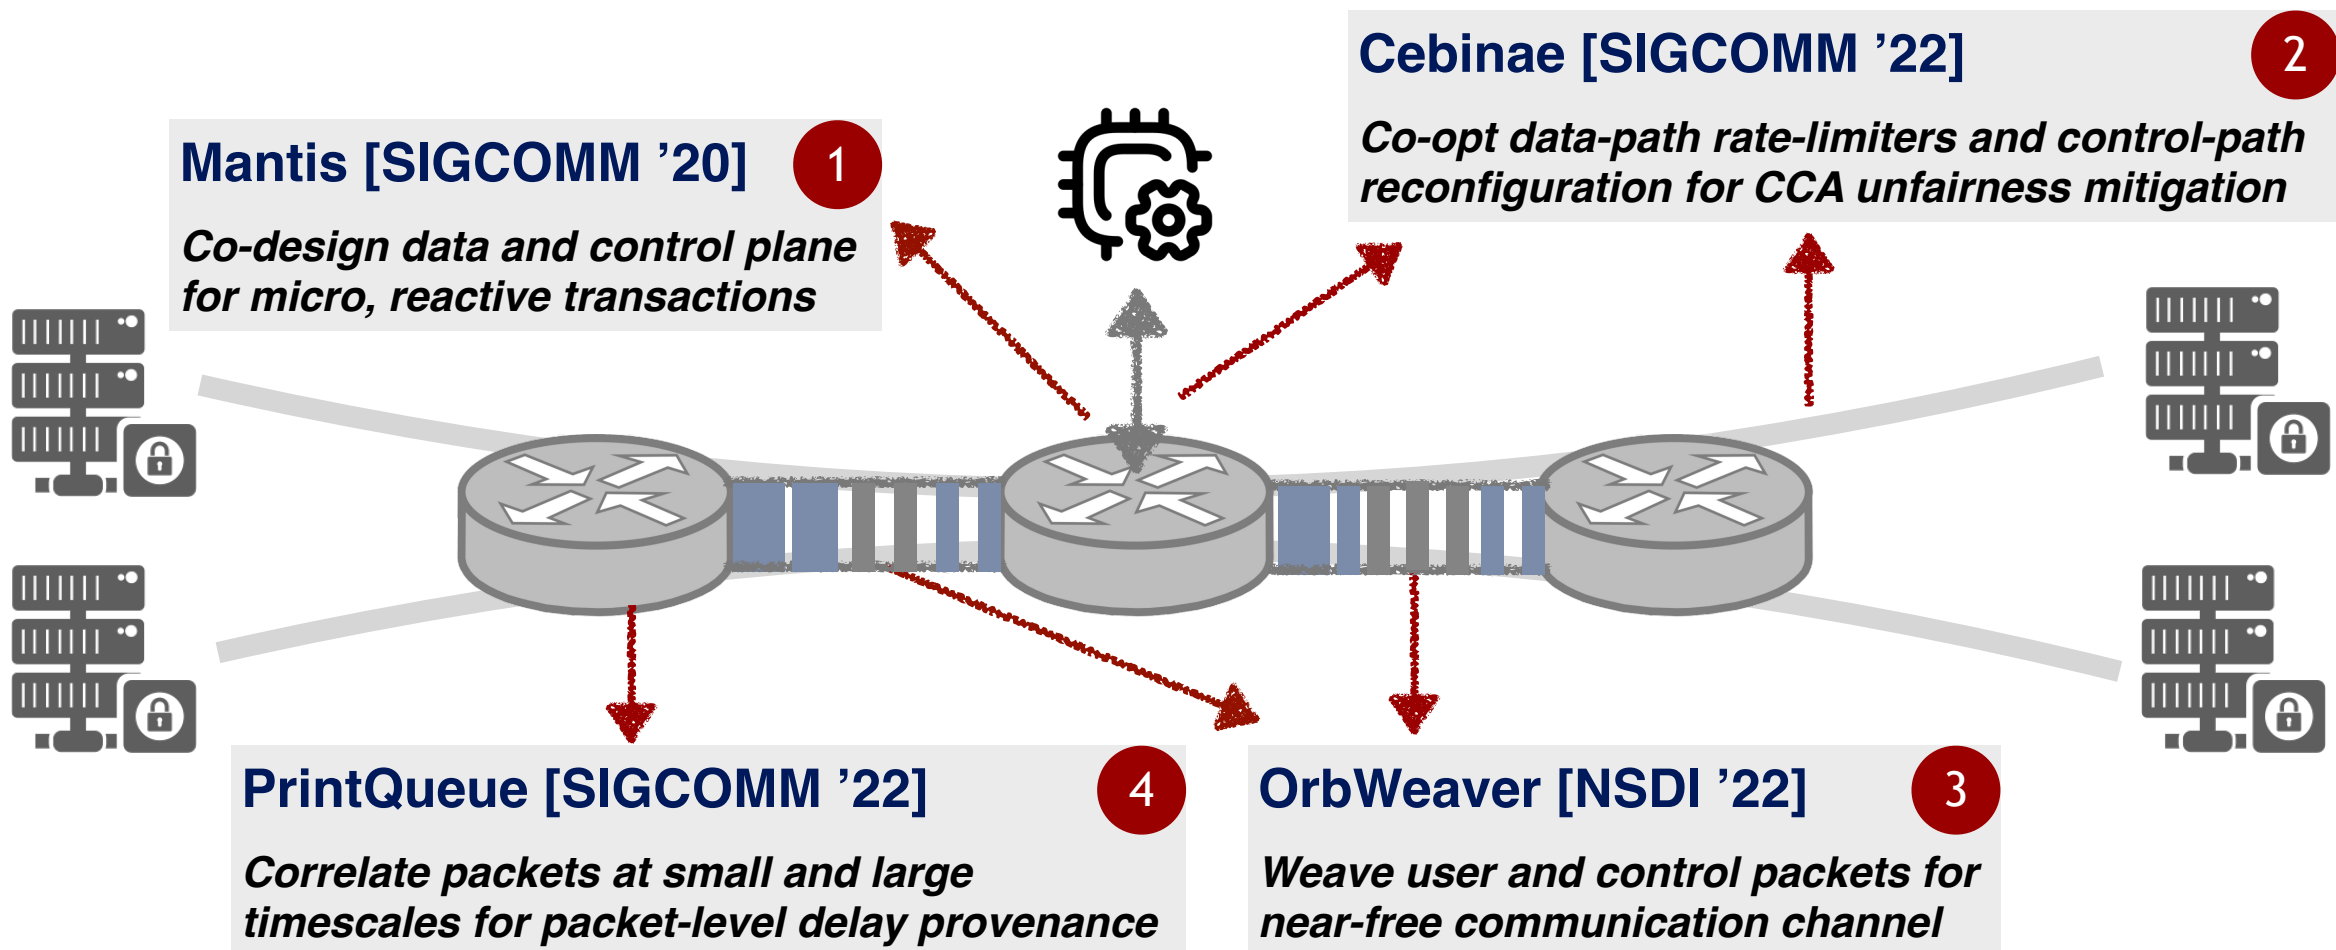 Mantis [SIGCOMM ’20]
1
Co-design data and control plane
for micro, reactive transactions
Cebinae [SIGCOMM ’22]
2
Co-opt data-path rate-limiters and control-path
reconfiguration for CCA unfairness mitigation
PrintQueue [SIGCOMM ’22]
4
Correlate packets at small and large
timescales for packet-level delay provenance
OrbWeaver [NSDI ’22]
3
Weave user and control packets for
near-free communication channel